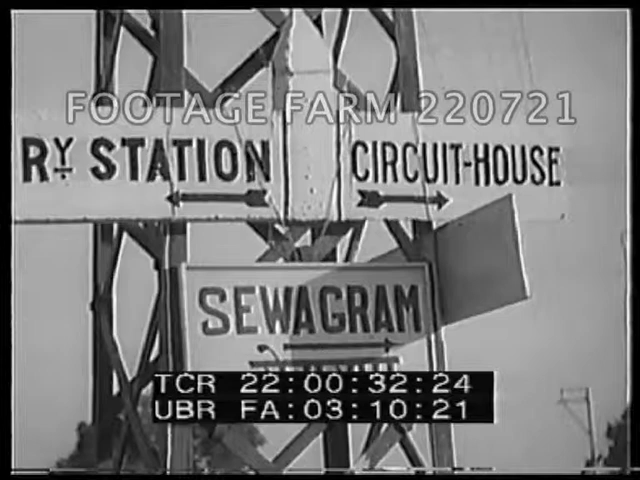 FOOTAGE FARM 220721
RY STATION
CIRCUIT-HOUSE
SEWAGRAM
TCR 22:00:32:24
UBR FA:03:10:21